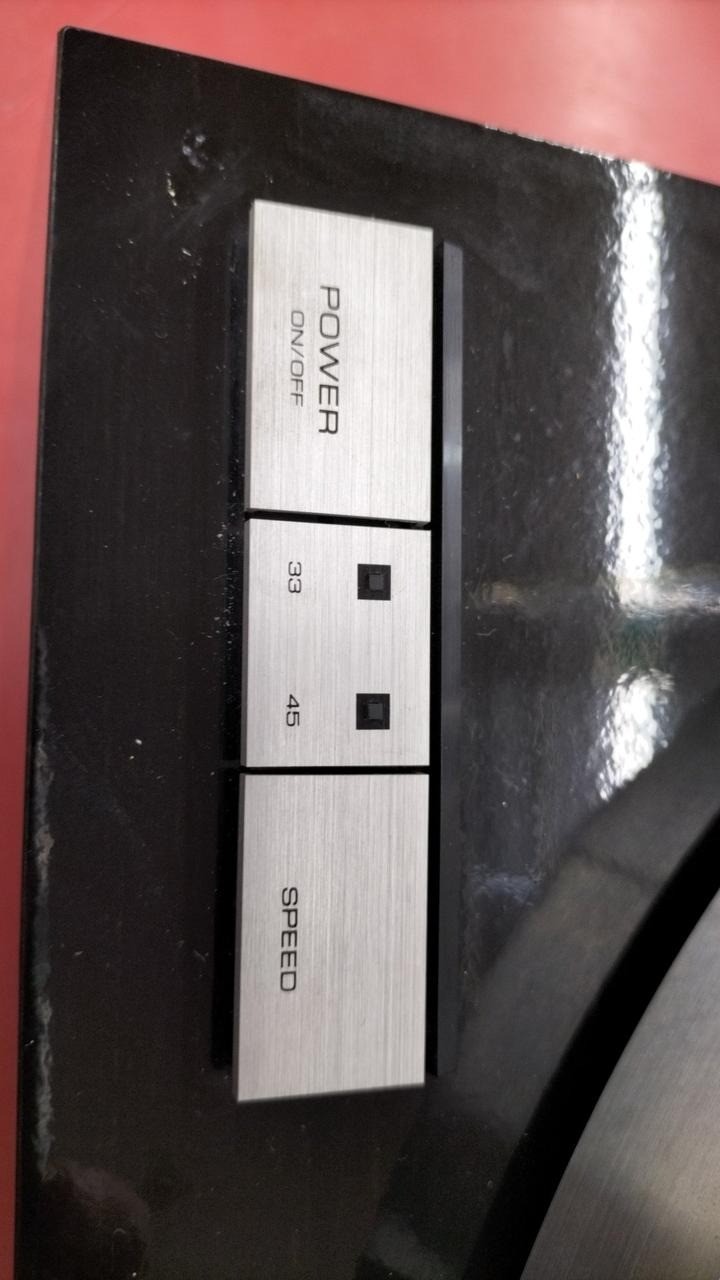 POWER
ON/OFF
33
45
SPEED